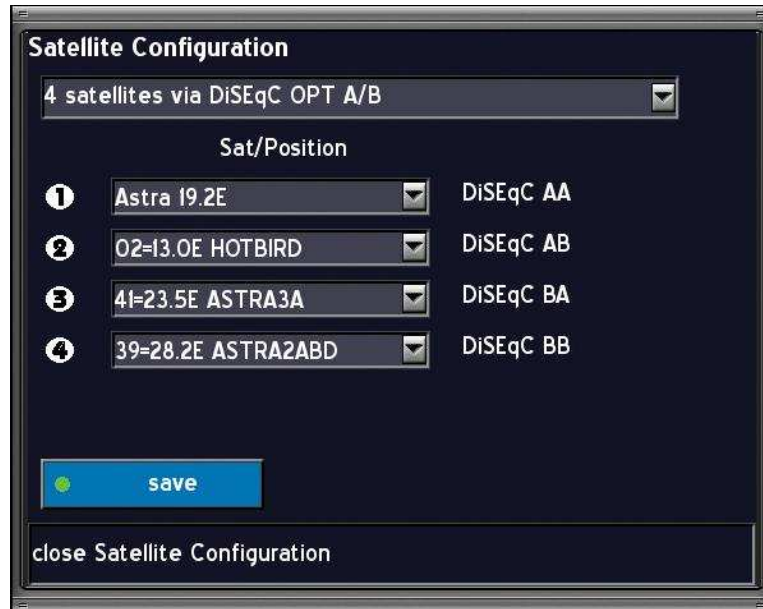 Satellite Configuration
4 satellites via DiSEqC OPT A/B
Sat/Position
1 Astra 19.2E DiSEqC AA
2 02=13.0E HOTBIRD DiSEqC AB
3 41=23.5E ASTRA3A DiSEqC BA
4 39=28.2E ASTRA2ABD DiSEqC BB
save
close Satellite Configuration